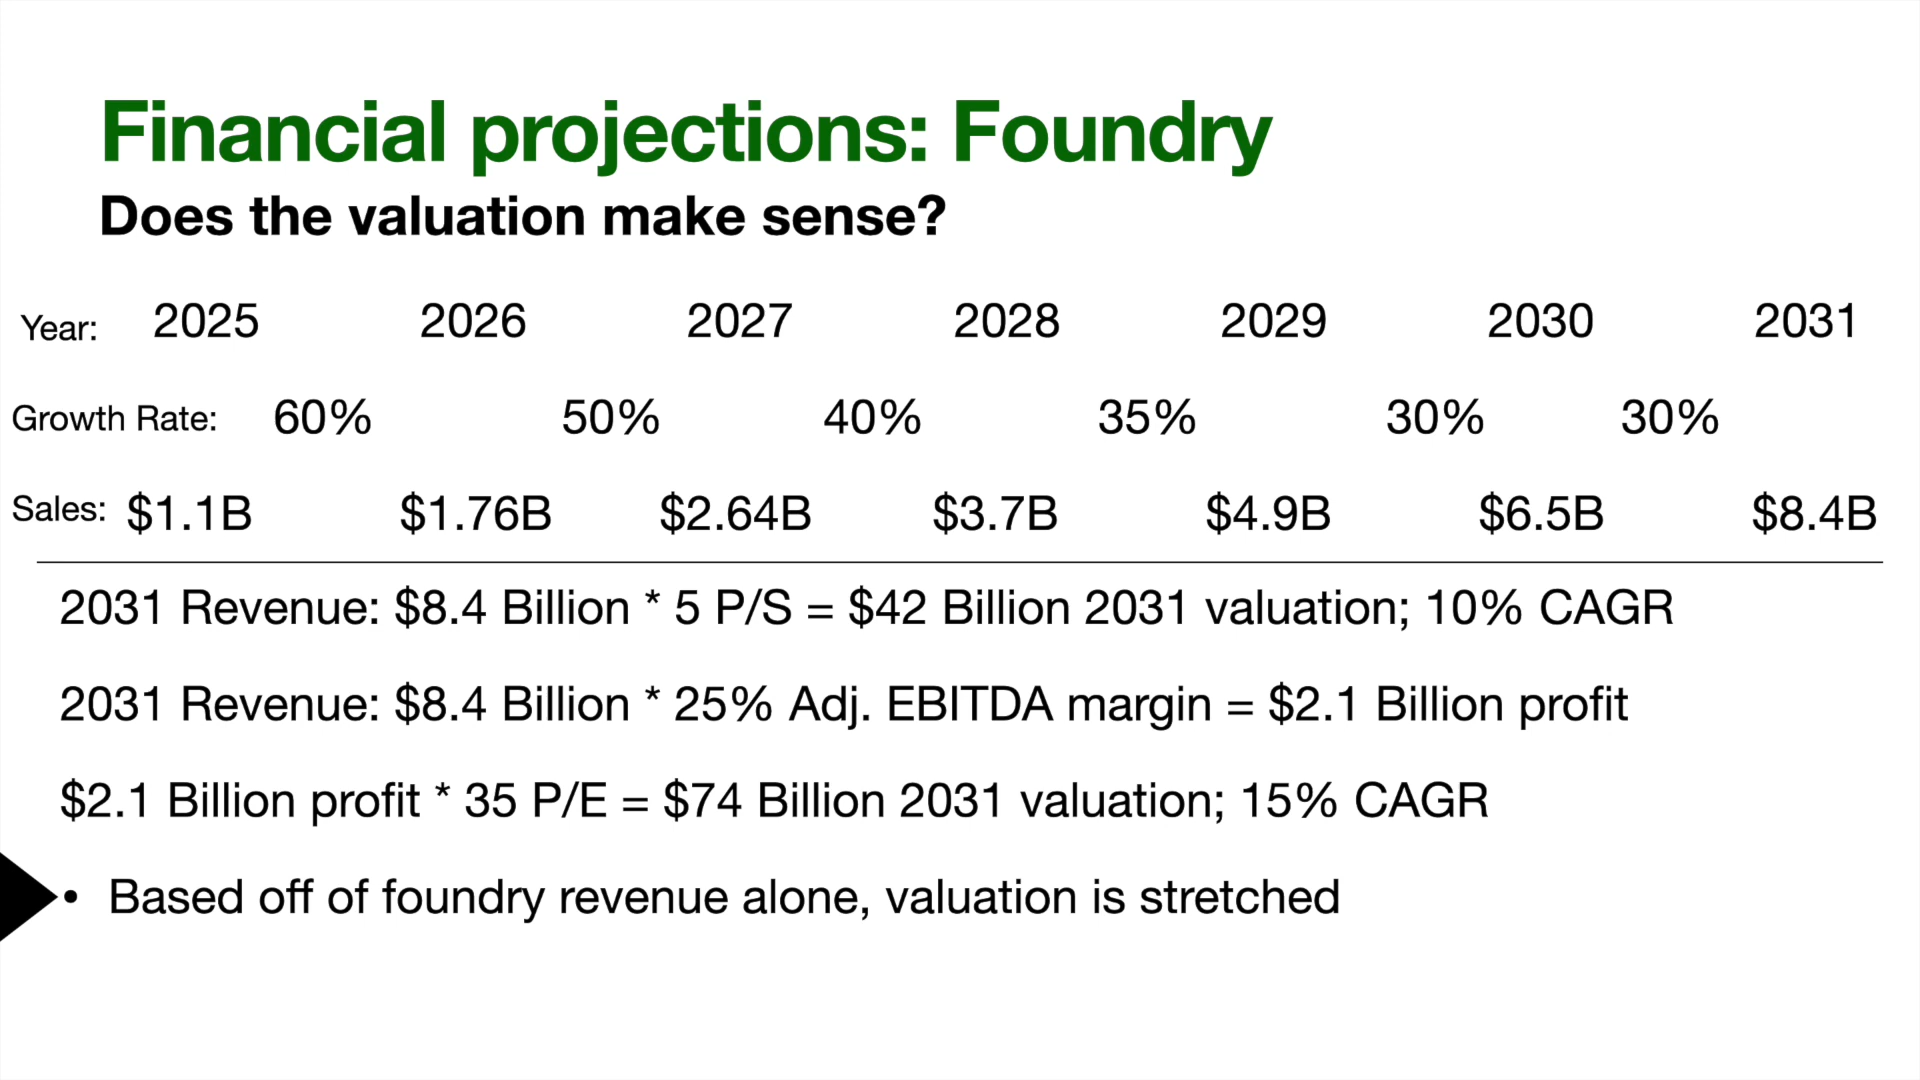 Financial projections: Foundry
Does the valuation make sense?
Year: 2025 2026 2027 2028 2029 2030 2031
Growth Rate: 60% 50% 40% 35% 30% 30%
Sales: $1.1B $1.76B $2.64B $3.7B $4.9B $6.5B $8.4B
2031 Revenue: $8.4 Billion * 5 P/S = $42 Billion 2031 valuation; 10% CAGR
2031 Revenue: $8.4 Billion * 25% Adj. EBITDA margin = $2.1 Billion profit
$2.1 Billion profit * 35 P/E = $74 Billion 2031 valuation; 15% CAGR
• Based off of foundry revenue alone, valuation is stretched